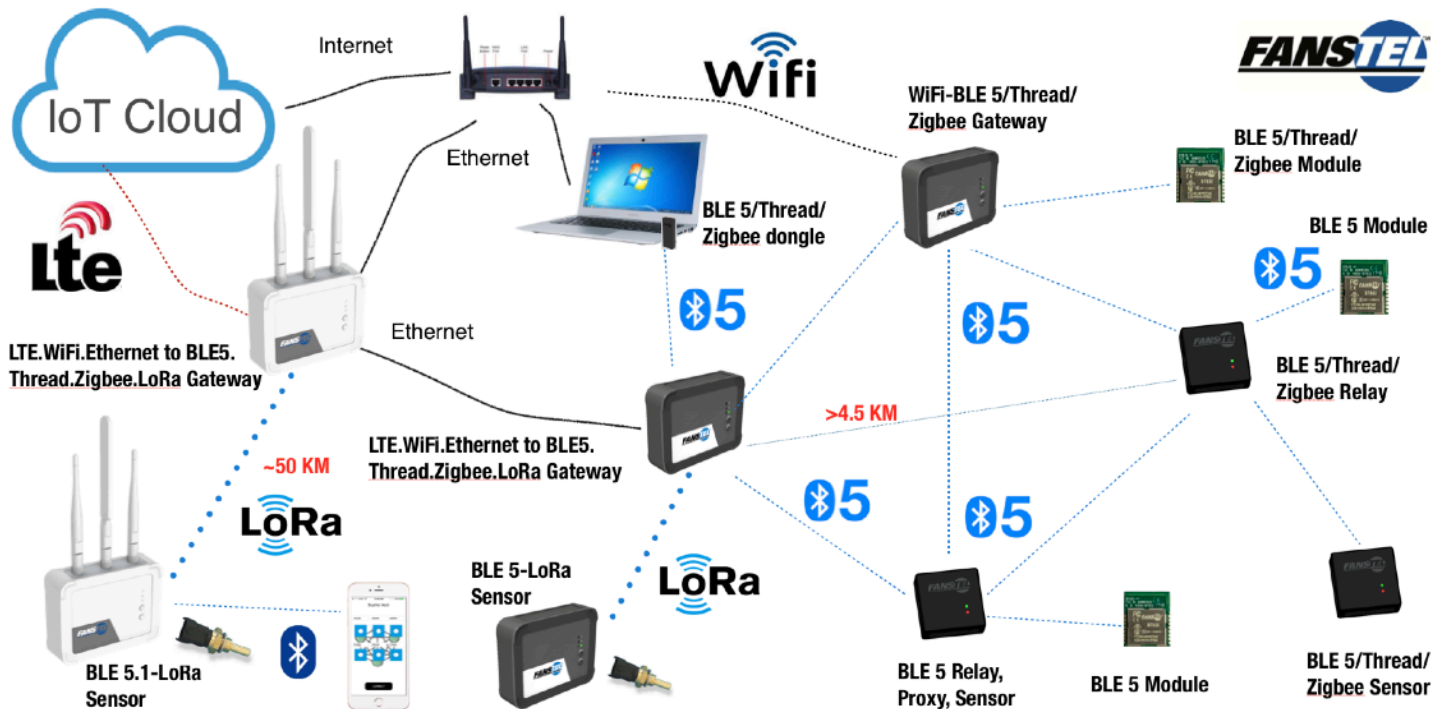 Internet
Wifi
FANSTEL
IoT Cloud
WiFi-BLE 5/Thread/
Zigbee Gateway
Ethernet
BLE 5/Thread/
Zigbee Module
Lte
BLE 5/Thread/
Zigbee dongle
BLE 5 Module
5
5
5
FANSTEL
Ethernet
LTE.WiFi.Ethernet to BLE5.
Thread.Zigbee.LoRa Gateway
BLE 5/Thread/
Zigbee Relay
>4.5 KM
LTE.WiFi.Ethernet to BLE5.
Thread.Zigbee.LoRa Gateway
~50 KM
LoRa
5
5
BLE 5-LoRa
Sensor
LoRa
FANSTEL
FANSTEL
BLE 5.1-LoRa
Sensor
BLE 5 Relay,
Proxy, Sensor
BLE 5 Module
BLE 5/Thread/
Zigbee Sensor